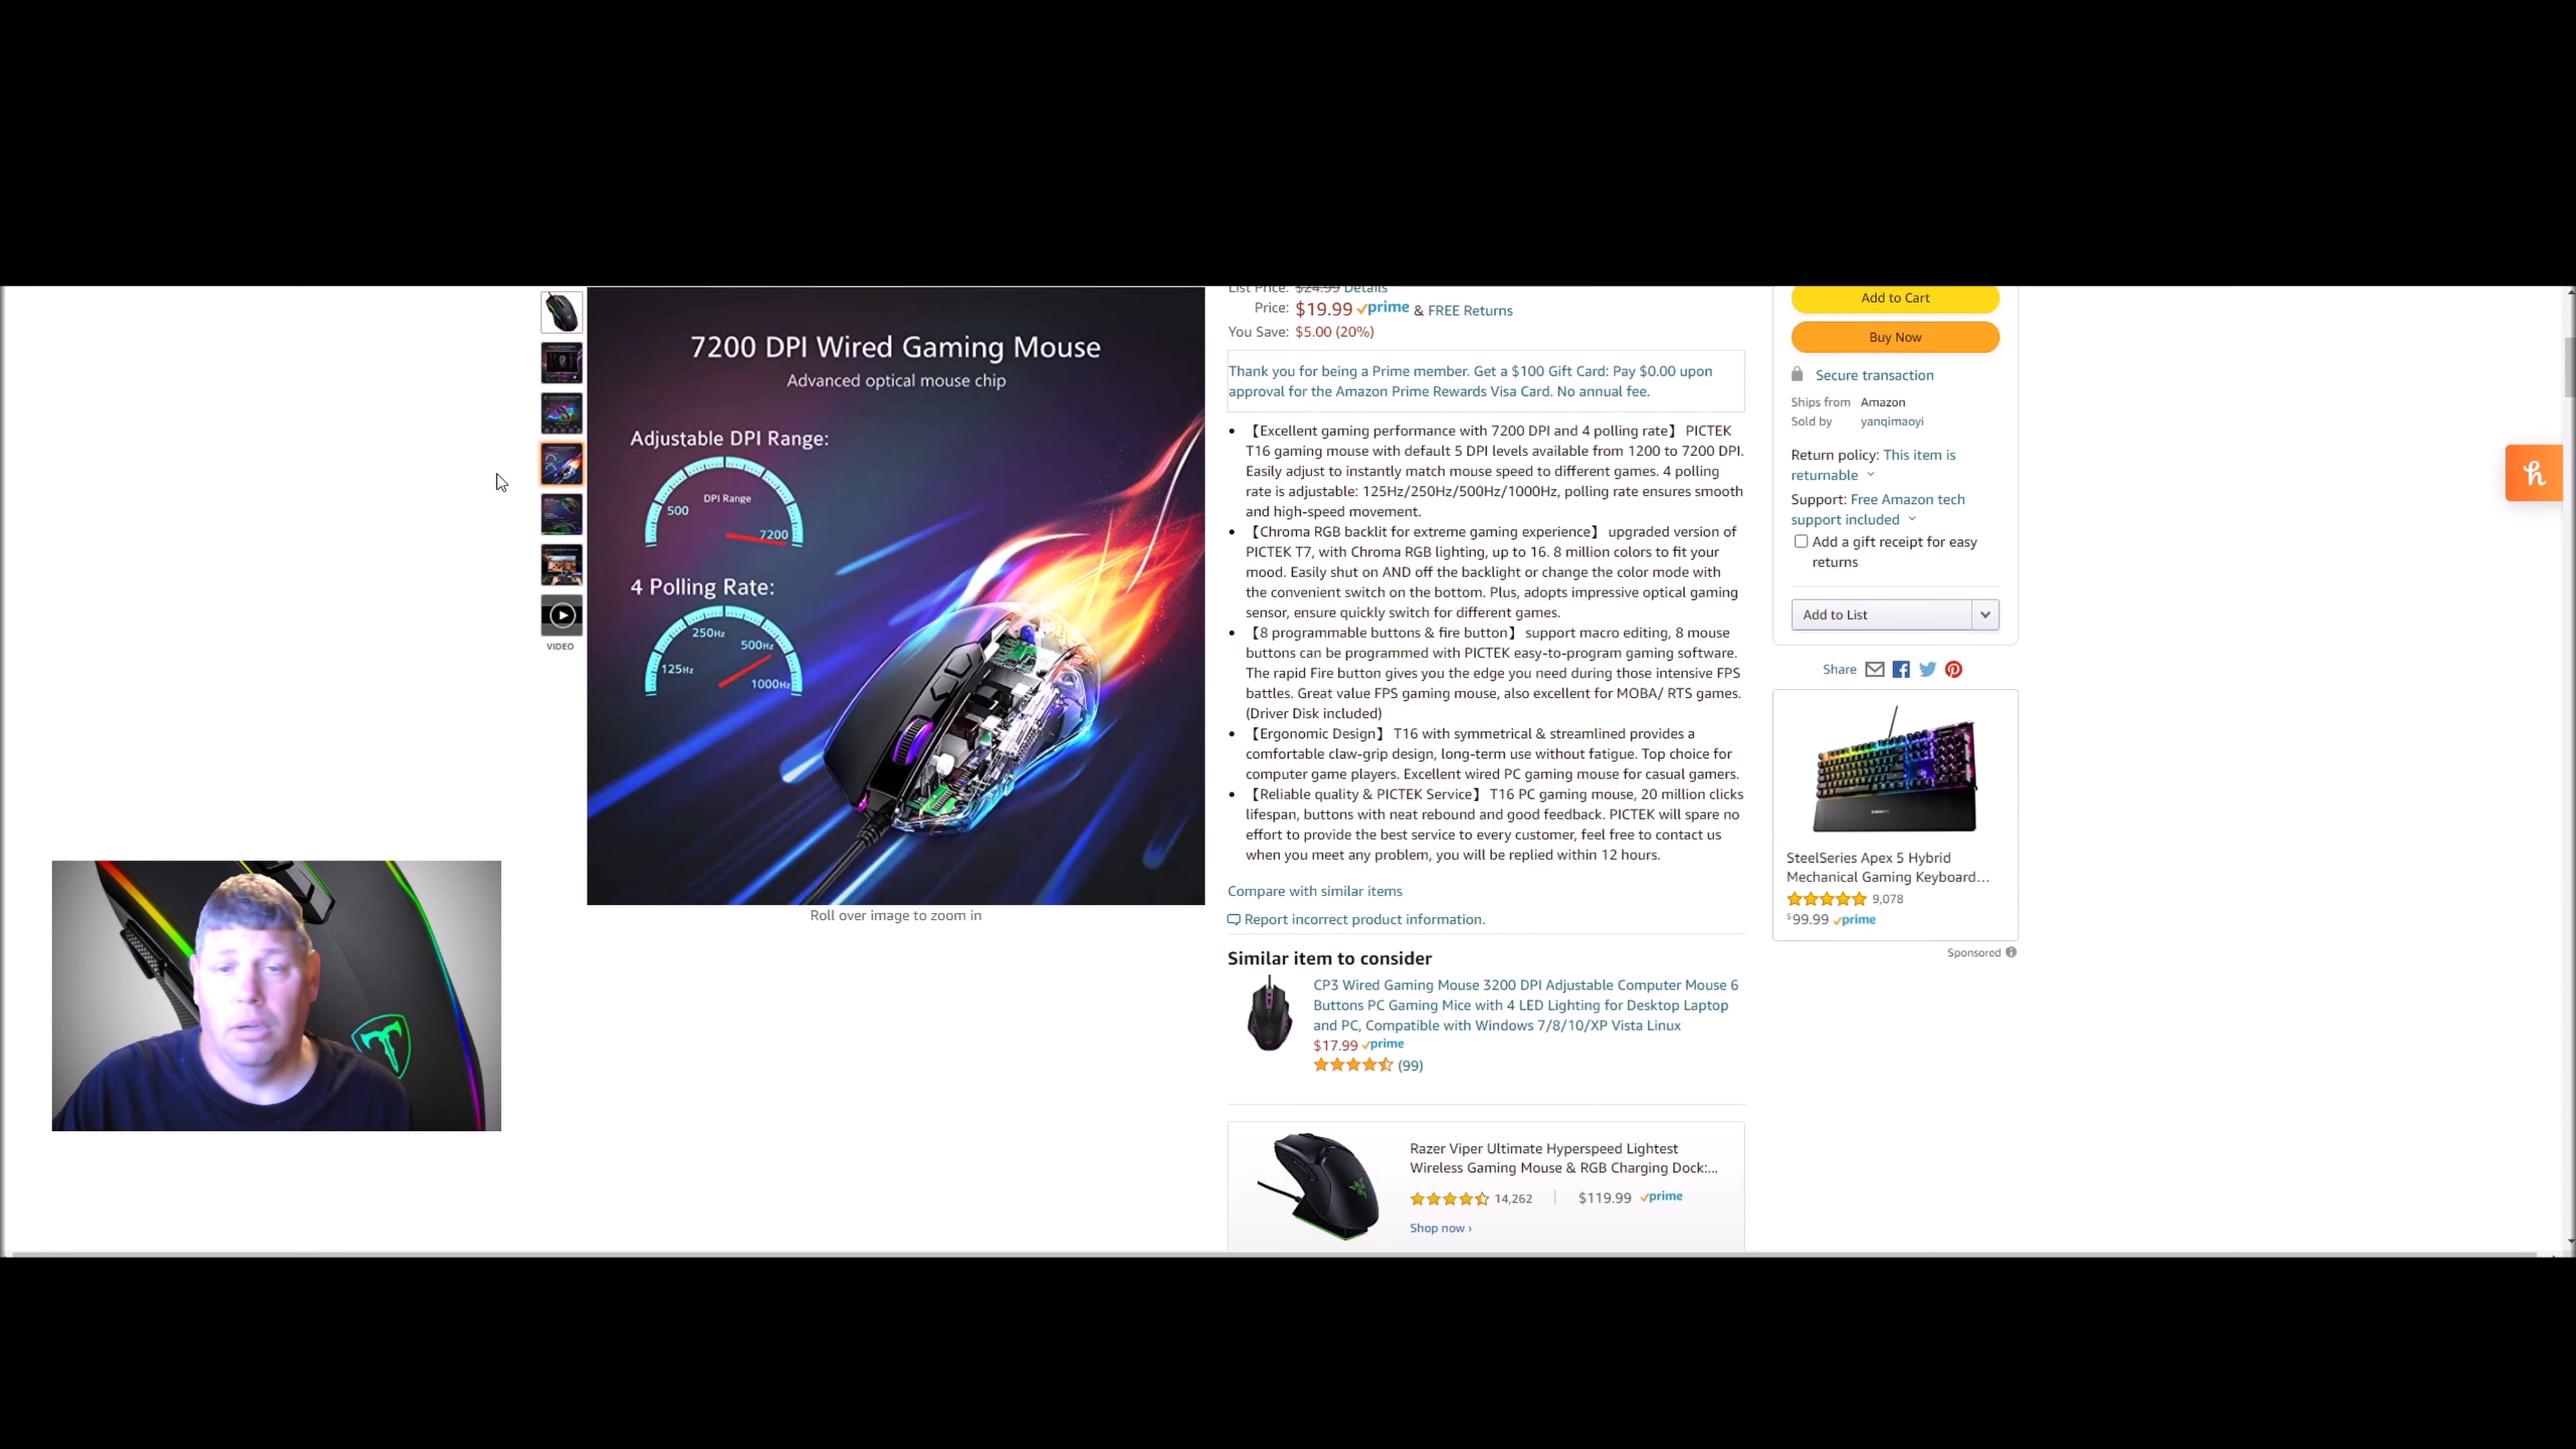 List Price: $24.99 Details
Price: $19.99 prime & FREE Returns
You Save: $5.00 (20%)
Thank you for being a Prime member. Get a $100 Gift Card: Pay $0.00 upon
approval for the Amazon Prime Rewards Visa Card. No annual fee.
【Excellent gaming performance with 7200 DPI and 4 polling rate】 PICTEK
T16 gaming mouse with default 5 DPI levels available from 1200 to 7200 DPI.
Easily adjust to instantly match mouse speed to different games. 4 polling
rate is adjustable: 125Hz/250Hz/500Hz/1000Hz, polling rate ensures smooth
and high-speed movement.
【Chroma RGB backlit for extreme gaming experience】 upgraded version of
PICTEK T7, with Chroma RGB lighting, up to 16. 8 million colors to fit your
mood. Easily shut on AND off the backlight or change the color mode with
the convenient switch on the bottom. Plus, adopts impressive optical gaming
sensor, ensure quickly switch for different games.
【8 programmable buttons & fire button】 support macro editing, 8 mouse
buttons can be programmed with PICTEK easy-to-program gaming software.
The rapid Fire button gives you the edge you need during those intensive FPS
battles. Great value FPS gaming mouse, also excellent for MOBA/ RTS games.
(Driver Disk included)
【Ergonomic Design】 T16 with symmetrical & streamlined provides a
comfortable claw-grip design, long-term use without fatigue. Top choice for
computer game players. Excellent wired PC gaming mouse for casual gamers.
【Reliable quality & PICTEK Service】 T16 PC gaming mouse, 20 million clicks
lifespan, buttons with neat rebound and good feedback. PICTEK will spare no
effort to provide the best service to every customer, feel free to contact us
when you meet any problem, you will be replied within 12 hours.
Compare with similar items
Report incorrect product information.
Similar item to consider
CP3 Wired Gaming Mouse 3200 DPI Adjustable Computer Mouse 6
Buttons PC Gaming Mice with 4 LED Lighting for Desktop Laptop
and PC, Compatible with Windows 7/8/10/XP Vista Linux
$17.99 prime
(99)
Razer Viper Ultimate Hyperspeed Lightest
Wireless Gaming Mouse & RGB Charging Dock:...
14,262 | $119.99 prime
Shop now ›
7200 DPI Wired Gaming Mouse
Advanced optical mouse chip
Adjustable DPI Range:
DPI Range
500
7200
4 Polling Rate:
250Hz
500Hz
125Hz
1000Hz
VIDEO
Roll over image to zoom in
Add to Cart
Buy Now
Secure transaction
Ships from Amazon
Sold by yanqimaoyi
Return policy: This item is
returnable
Support: Free Amazon tech
support included
Add a gift receipt for easy
returns
Add to List
Share
SteelSeries Apex 5 Hybrid
Mechanical Gaming Keyboard...
9,078
$99.99 prime
Sponsored